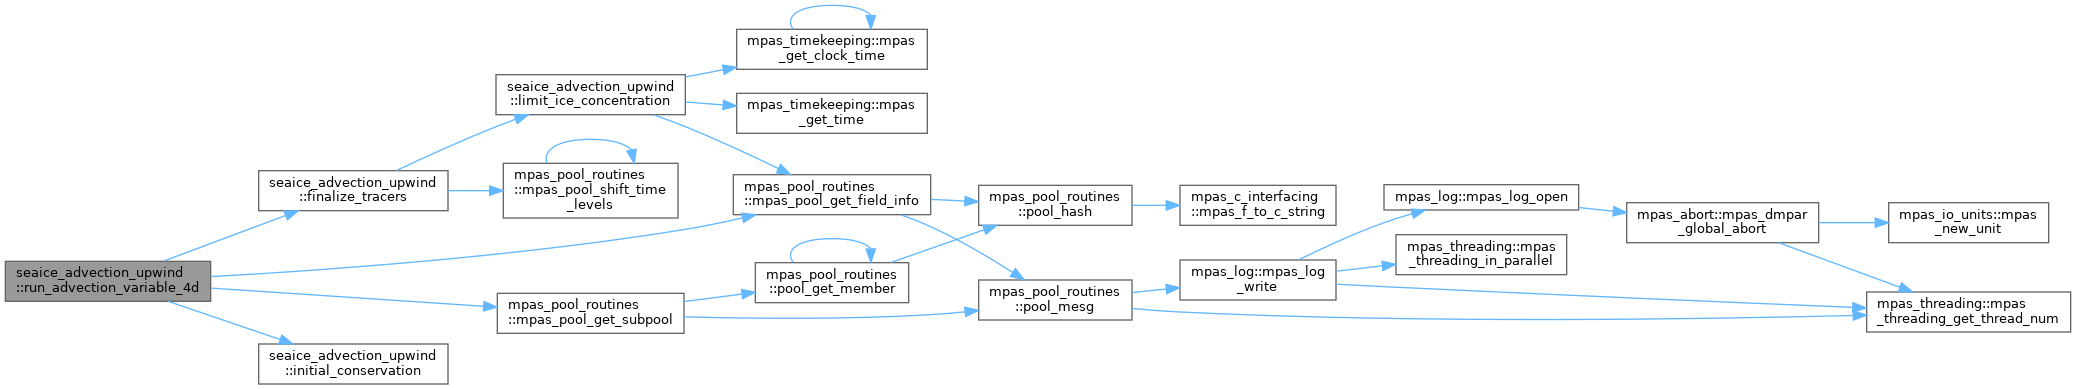 seaice_advection_upwind
::run_advection_variable_4d
seaice_advection_upwind
::finalize_tracers
seaice_advection_upwind
::limit_ice_concentration
mpas_timekeeping::mpas
_get_clock_time
mpas_timekeeping::mpas
_get_time
mpas_pool_routines
::mpas_pool_shift_time
_levels
mpas_pool_routines
::mpas_pool_get_field_info
mpas_pool_routines
::pool_hash
mpas_c_interfacing
::mpas_f_to_c_string
mpas_pool_routines
::pool_get_member
mpas_pool_routines
::mpas_pool_get_subpool
mpas_pool_routines
::pool_mesg
mpas_log::mpas_log
_write
mpas_log::mpas_log_open
mpas_threading::mpas
_threading_in_parallel
mpas_abort::mpas_dmpar
_global_abort
mpas_io_units::mpas
_new_unit
mpas_threading::mpas
_threading_get_thread_num
seaice_advection_upwind
::initial_conservation